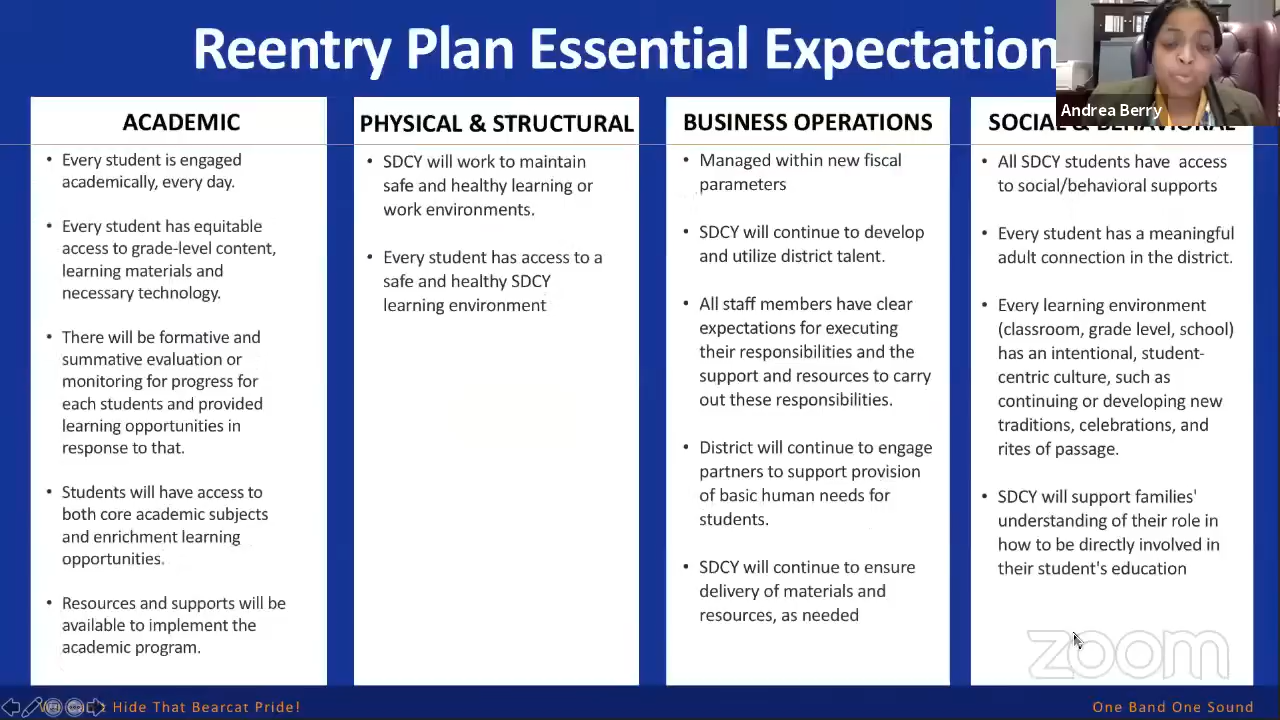 Reentry Plan Essential Expectation
Andrea Berry
ACADEMIC
• Every student is engaged
academically, every day.
• Every student has equitable
access to grade-level content,
learning materials and
necessary technology.
• There will be formative and
summative evaluation or
monitoring for progress for
each students and provided
learning opportunities in
response to that.
• Students will have access to
both core academic subjects
and enrichment learning
opportunities.
• Resources and supports will be
available to implement the
academic program.
PHYSICAL & STRUCTURAL
• SDCY will work to maintain
safe and healthy learning or
work environments.
• Every student has access to a
safe and healthy SDCY
learning environment
BUSINESS OPERATIONS
• Managed within new fiscal
parameters
• SDCY will continue to develop
and utilize district talent.
• All staff members have clear
expectations for executing
their responsibilities and the
support and resources to carry
out these responsibilities.
• District will continue to engage
partners to support provision
of basic human needs for
students.
• SDCY will continue to ensure
delivery of materials and
resources, as needed
SOCIAL & BEHAVIORAL
• All SDCY students have access
to social/behavioral supports
• Every student has a meaningful
adult connection in the district.
• Every learning environment
(classroom, grade level, school)
has an intentional, student-
centric culture, such as
continuing or developing new
traditions, celebrations, and
rites of passage.
• SDCY will support families'
understanding of their role in
how to be directly involved in
their student's education
zoom
Hide That Bearcat Pride!
One Band One Sound